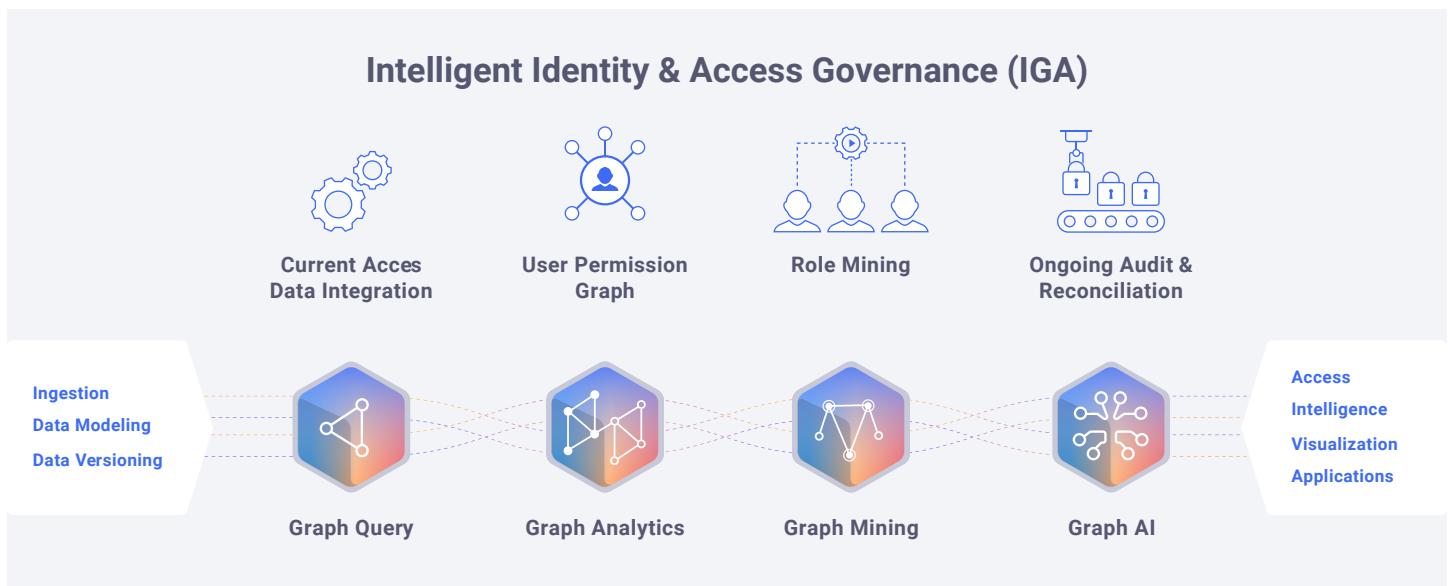 Intelligent Identity & Access Governance (IGA)
Current Acces
Data Integration
User Permission
Graph
Role Mining
Ongoing Audit &
Reconciliation
Ingestion
Data Modeling
Data Versioning
Access
Intelligence
Visualization
Applications
Graph Query
Graph Analytics
Graph Mining
Graph AI